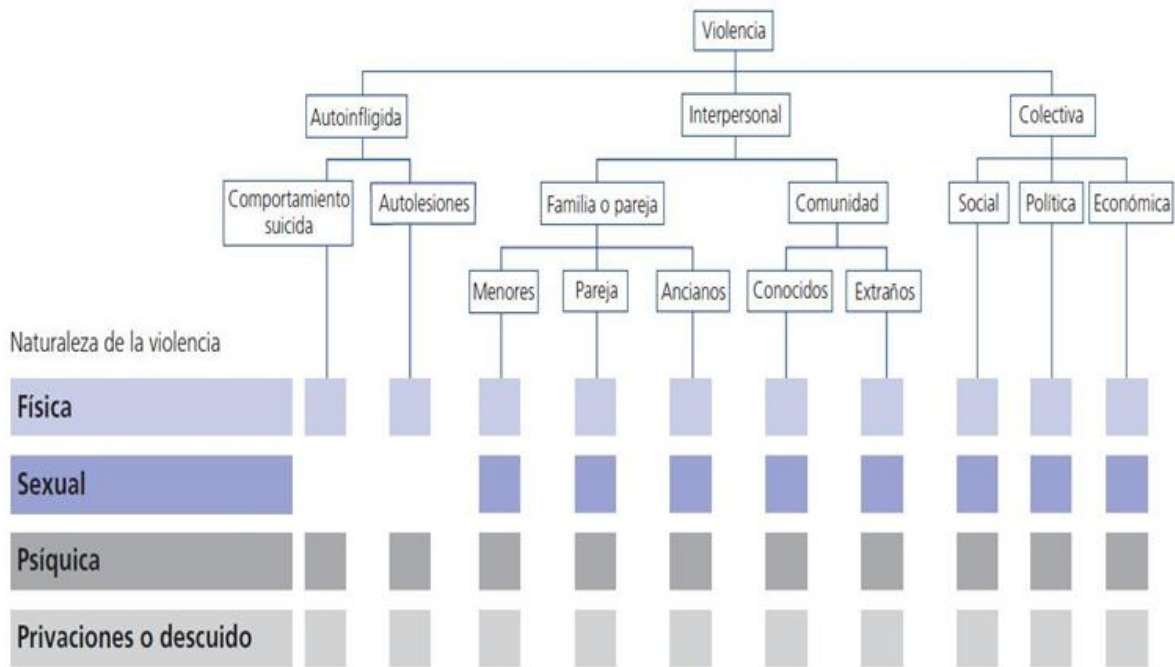 Violencia
Autoinfligida
Interpersonal
Colectiva
Comportamiento
suicida
Autolesiones
Familia o pareja
Comunidad
Social
Política
Económica
Menores
Pareja
Ancianos
Conocidos
Extraños
Naturaleza de la violencia
Física
Sexual
Psíquica
Privaciones o descuido